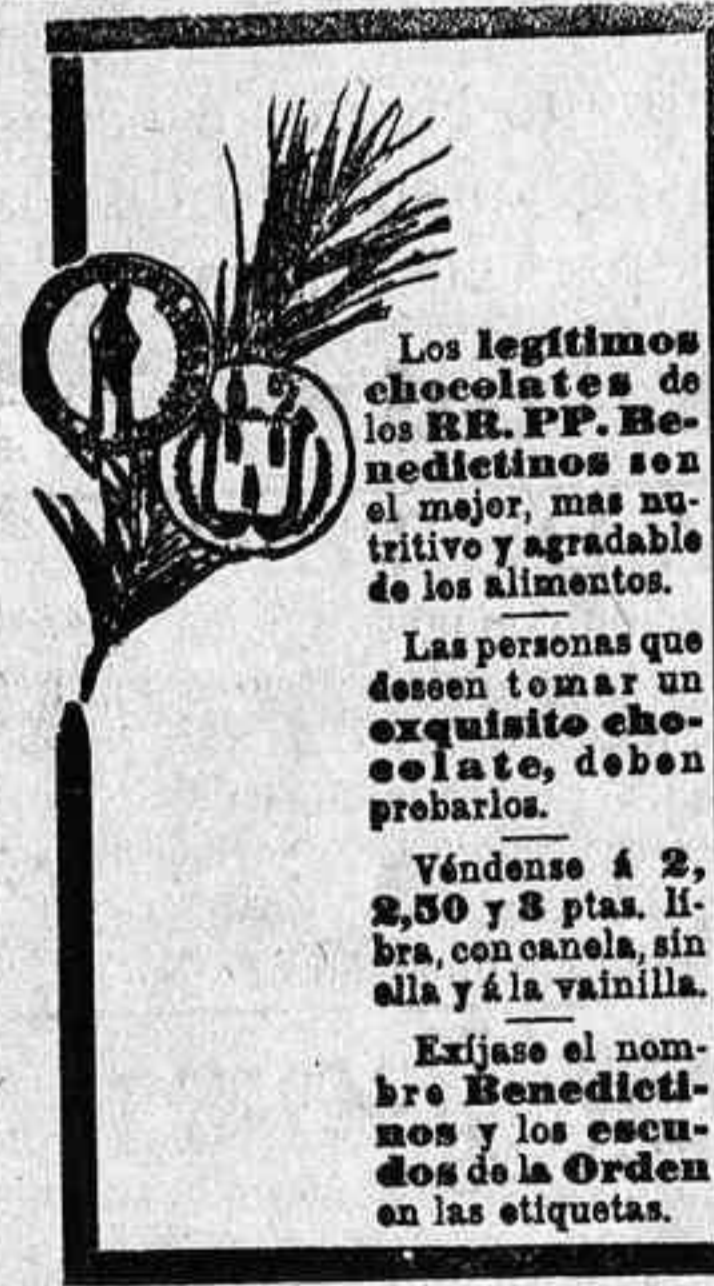 Los legítimos
chocolates de
los RR. PP. Be-
nedictinos son
el mejor, mas nu-
tritivo y agradable
de los alimentos.
Las personas que
deseen tomar un
exquisito cho-
colate, deben
probarlos.
Véndense á 2,
2,50 y 3 ptas. li-
bra, con canela, sin
ella y á la vainilla.
Exíjase el nom-
bre Benedicti-
nos y los escu-
dos de la Orden
en las etiquetas.